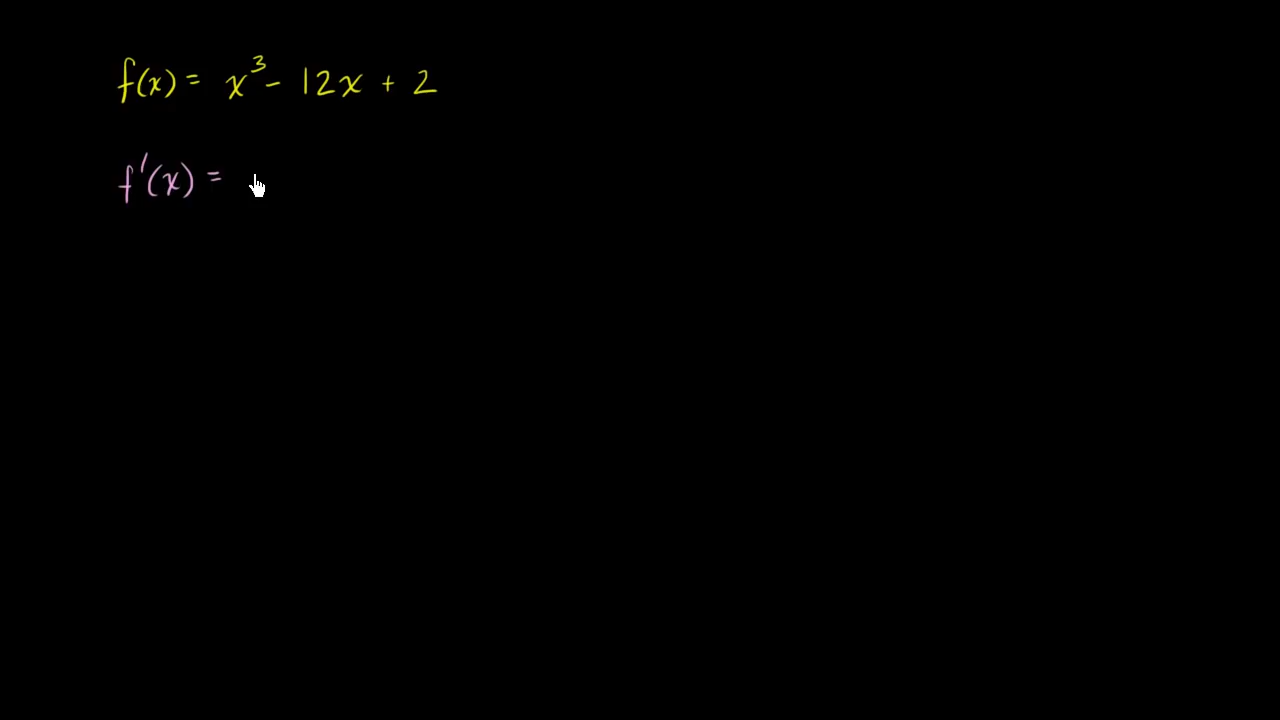 f(x) = x³ - 12x + 2
f'(x) =